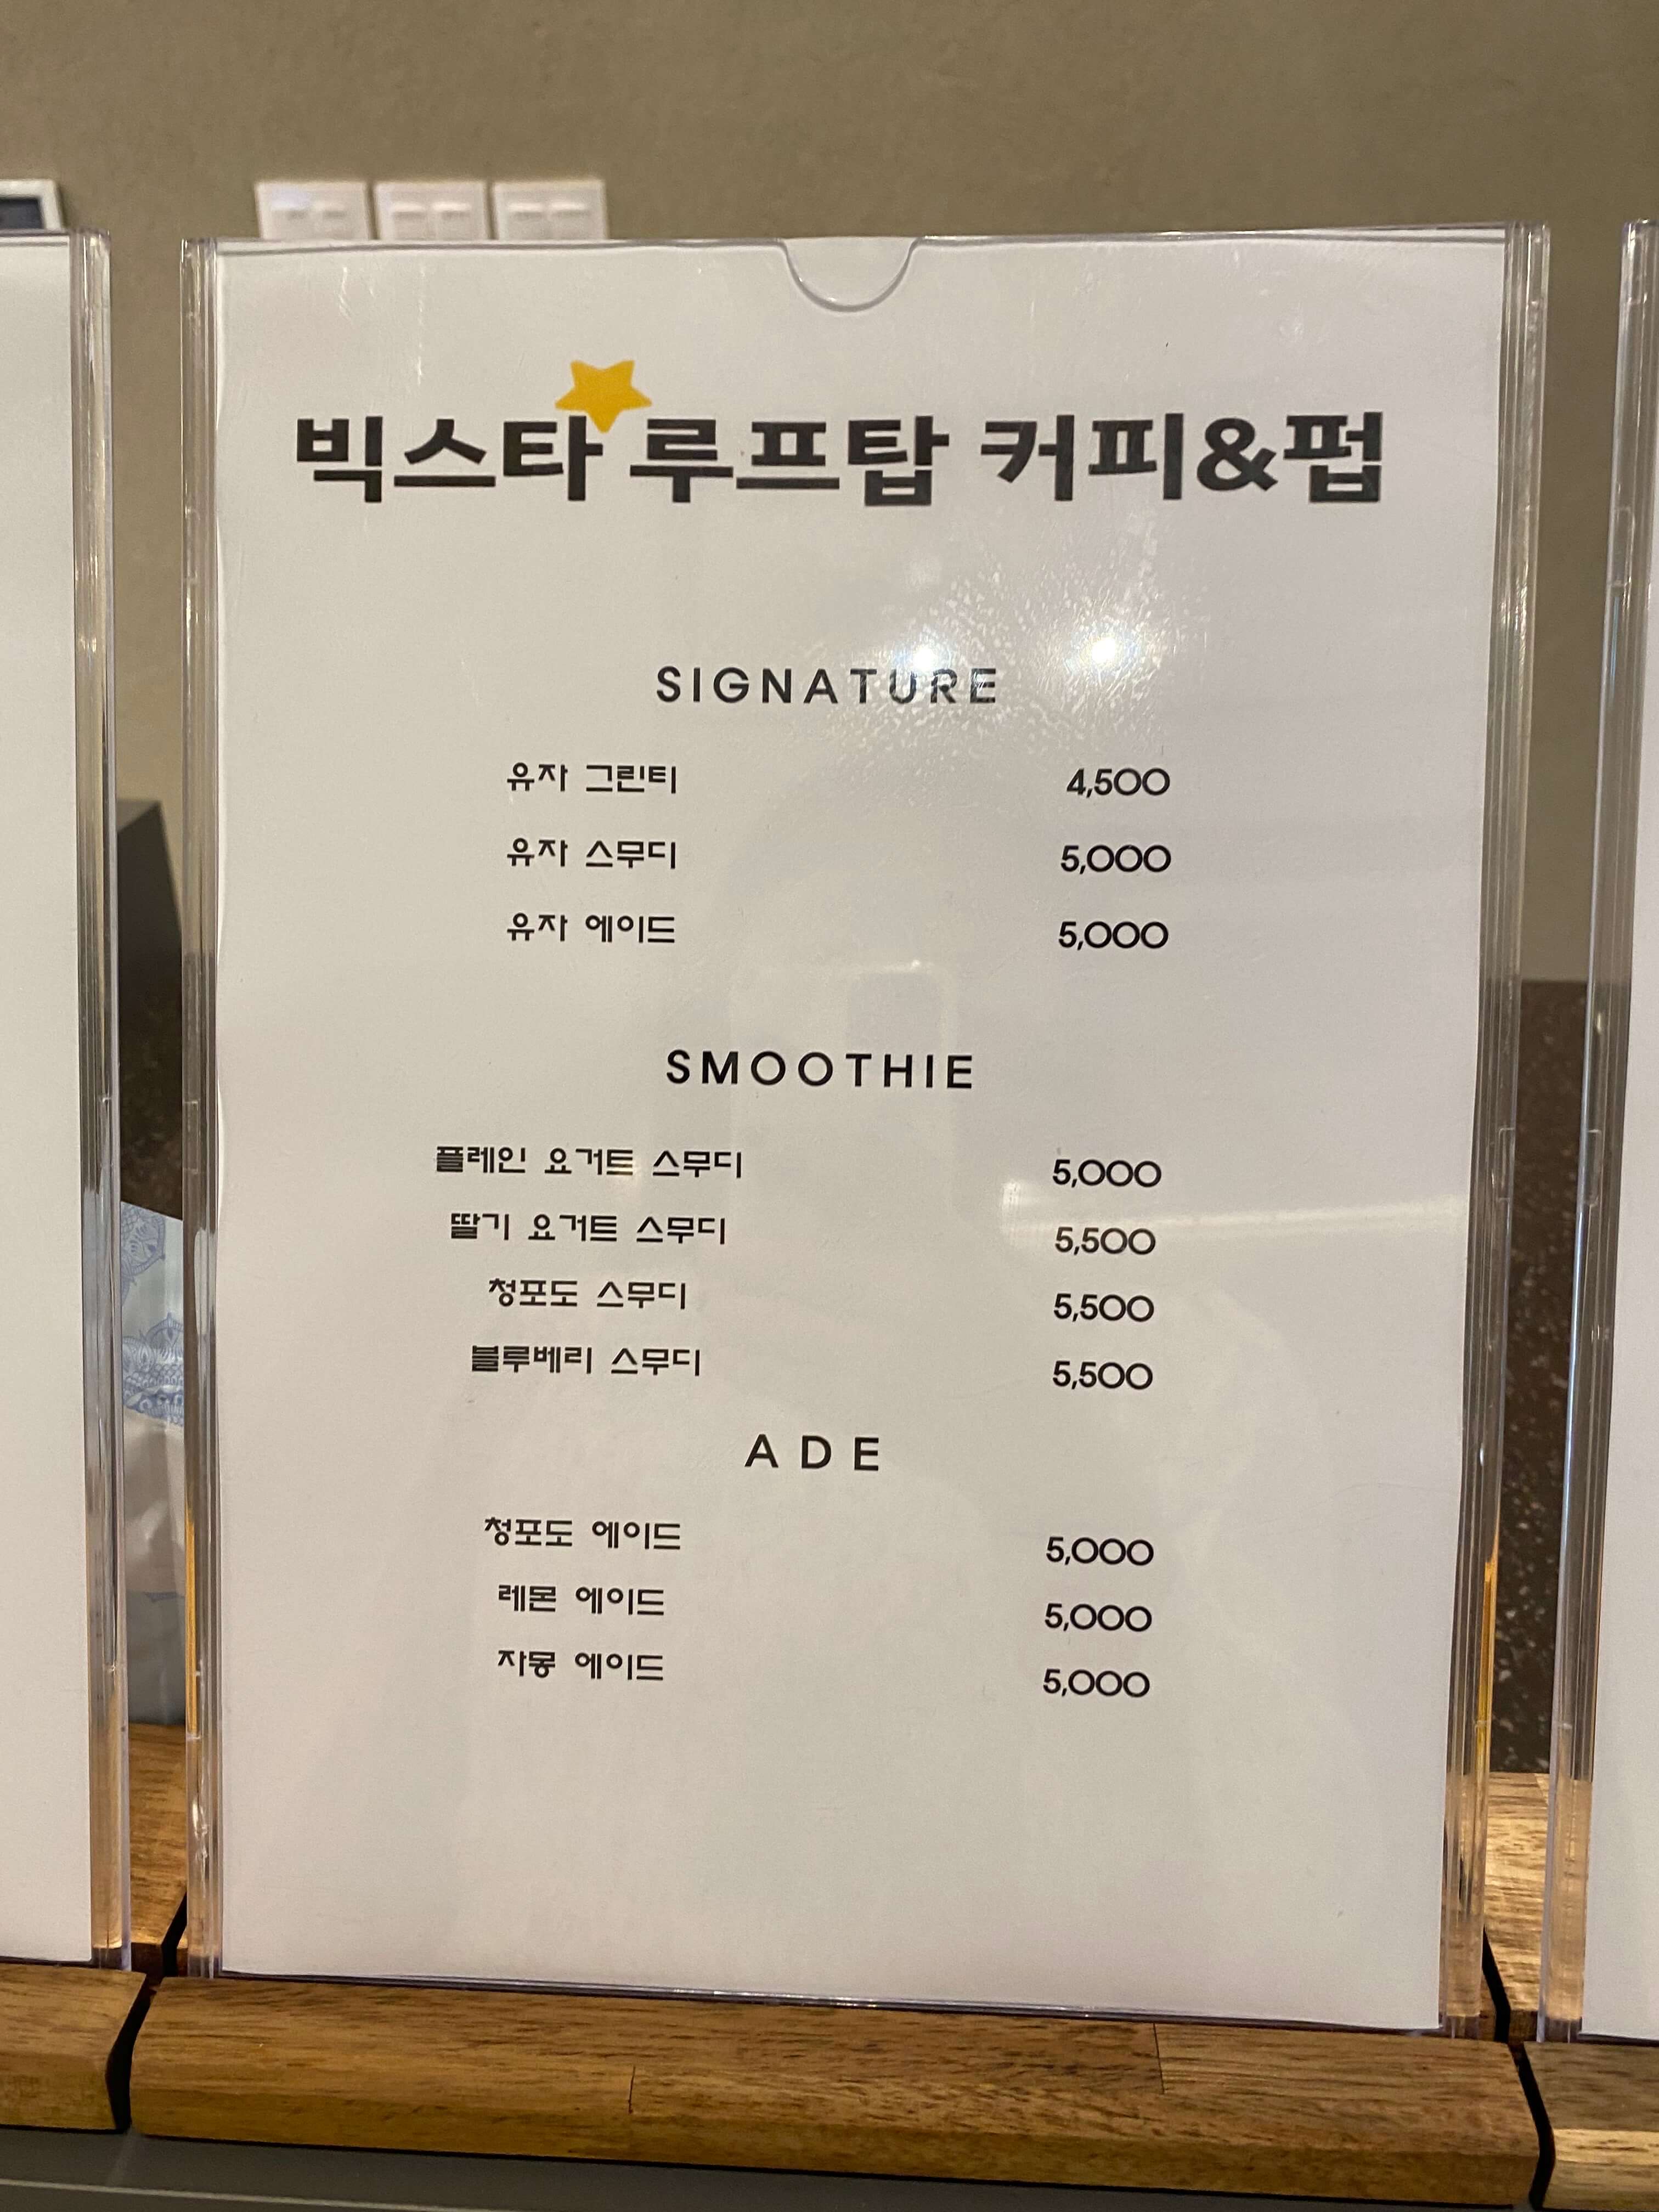 빅스타 루프탑 커피&펍
SIGNATURE
유자 그린티 4,500
유자 스무디 5,000
유자 에이드 5,000
SMOOTHIE
플레인 요거트 스무디 5,000
딸기 요거트 스무디 5,500
청포도 스무디 5,500
블루베리 스무디 5,500
ADE
청포도 에이드 5,000
레몬 에이드 5,000
자몽 에이드 5,000